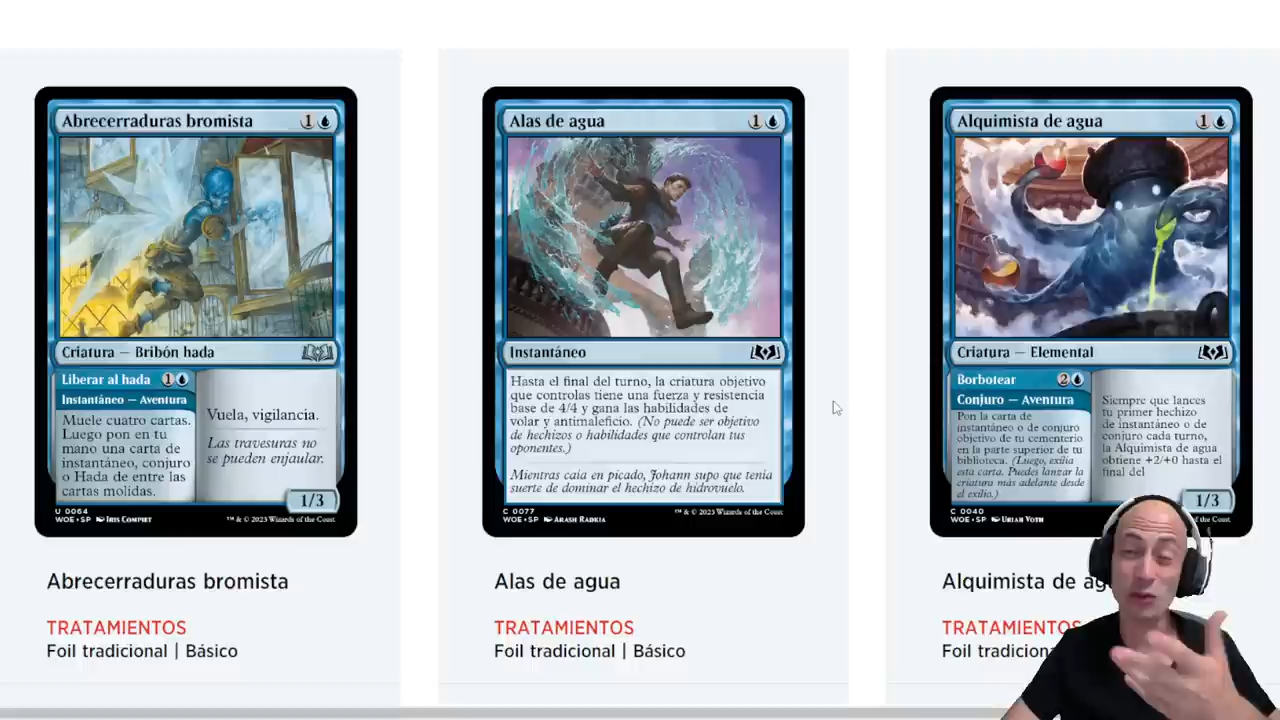 Abrecerraduras bromista 1
Criatura — Bribón hada
Liberar al hada 1
Instantáneo — Aventura
Muele cuatro cartas.
Luego pon en tu
mano una carta de
instantáneo, conjuro
o Hada de entre las
cartas molidas.
Vuela, vigilancia.
Las travesuras no
se pueden enjaular.
1/3
U 0064
WOE • SP Iris Compiet
™ & © 2023 Wizards of the Coast
Abrecerraduras bromista
TRATAMIENTOS
Foil tradicional | Básico
Alas de agua 1
Instantáneo
Hasta el final del turno, la criatura objetivo
que controlas tiene una fuerza y resistencia
base de 4/4 y gana las habilidades de
volar y antimaleficio. (No puede ser objetivo
de hechizos o habilidades que controlan tus
oponentes.)
Mientras caía en picado, Johann supo que tenía
suerte de dominar el hechizo de hidrovuelo.
C 0077
WOE • SP Arash Radkia
™ & © 2023 Wizards of the Coast
Alas de agua
TRATAMIENTOS
Foil tradicional | Básico
Alquimista de agua 1
Criatura — Elemental
Borbotear 2
Conjuro — Aventura
Pon la carta de
instantáneo o de conjuro
objetivo de tu cementerio
en la parte superior de tu
biblioteca. (Luego, exilia
esta carta. Puedes lanzar la
criatura más adelante desde
el exilio.)
Siempre que lances
tu primer hechizo
de instantáneo o de
conjuro cada turno,
la Alquimista de agua
obtiene +2/+0 hasta el
final del
1/3
C 0040
WOE • SP Uriah Voth
of the Coast
Alquimista de ag
TRATAMIENTOS
Foil tradiciona